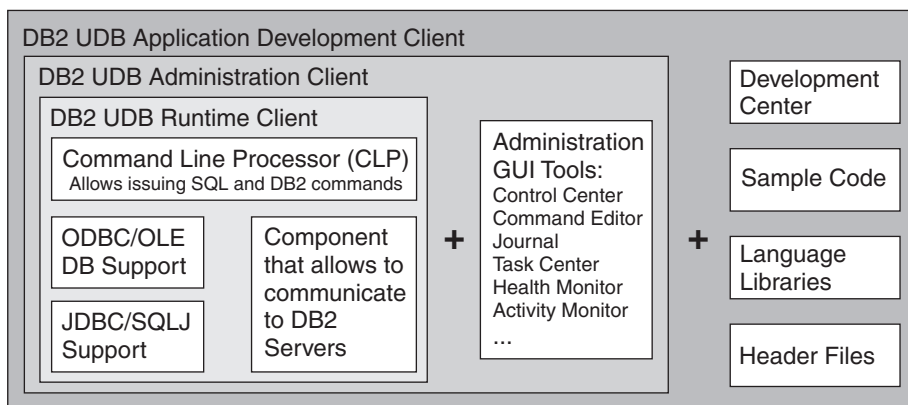 DB2 UDB Application Development Client
DB2 UDB Administration Client
DB2 UDB Runtime Client
Command Line Processor (CLP)
Allows issuing SQL and DB2 commands
ODBC/OLE
DB Support
JDBC/SQLJ
Support
Component
that allows to
communicate
to DB2
Servers
+
Administration
GUI Tools:
Control Center
Command Editor
Journal
Task Center
Health Monitor
Activity Monitor
...
+
Development
Center
Sample Code
Language
Libraries
Header Files